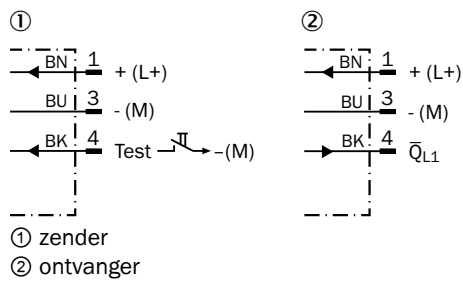 ① ②
BN 1 + (L+) BN 1 + (L+)
BU 3 - (M) BU 3 - (M)
BK 4 Test –(M) BK 4 Q̅L1
① zender
② ontvanger